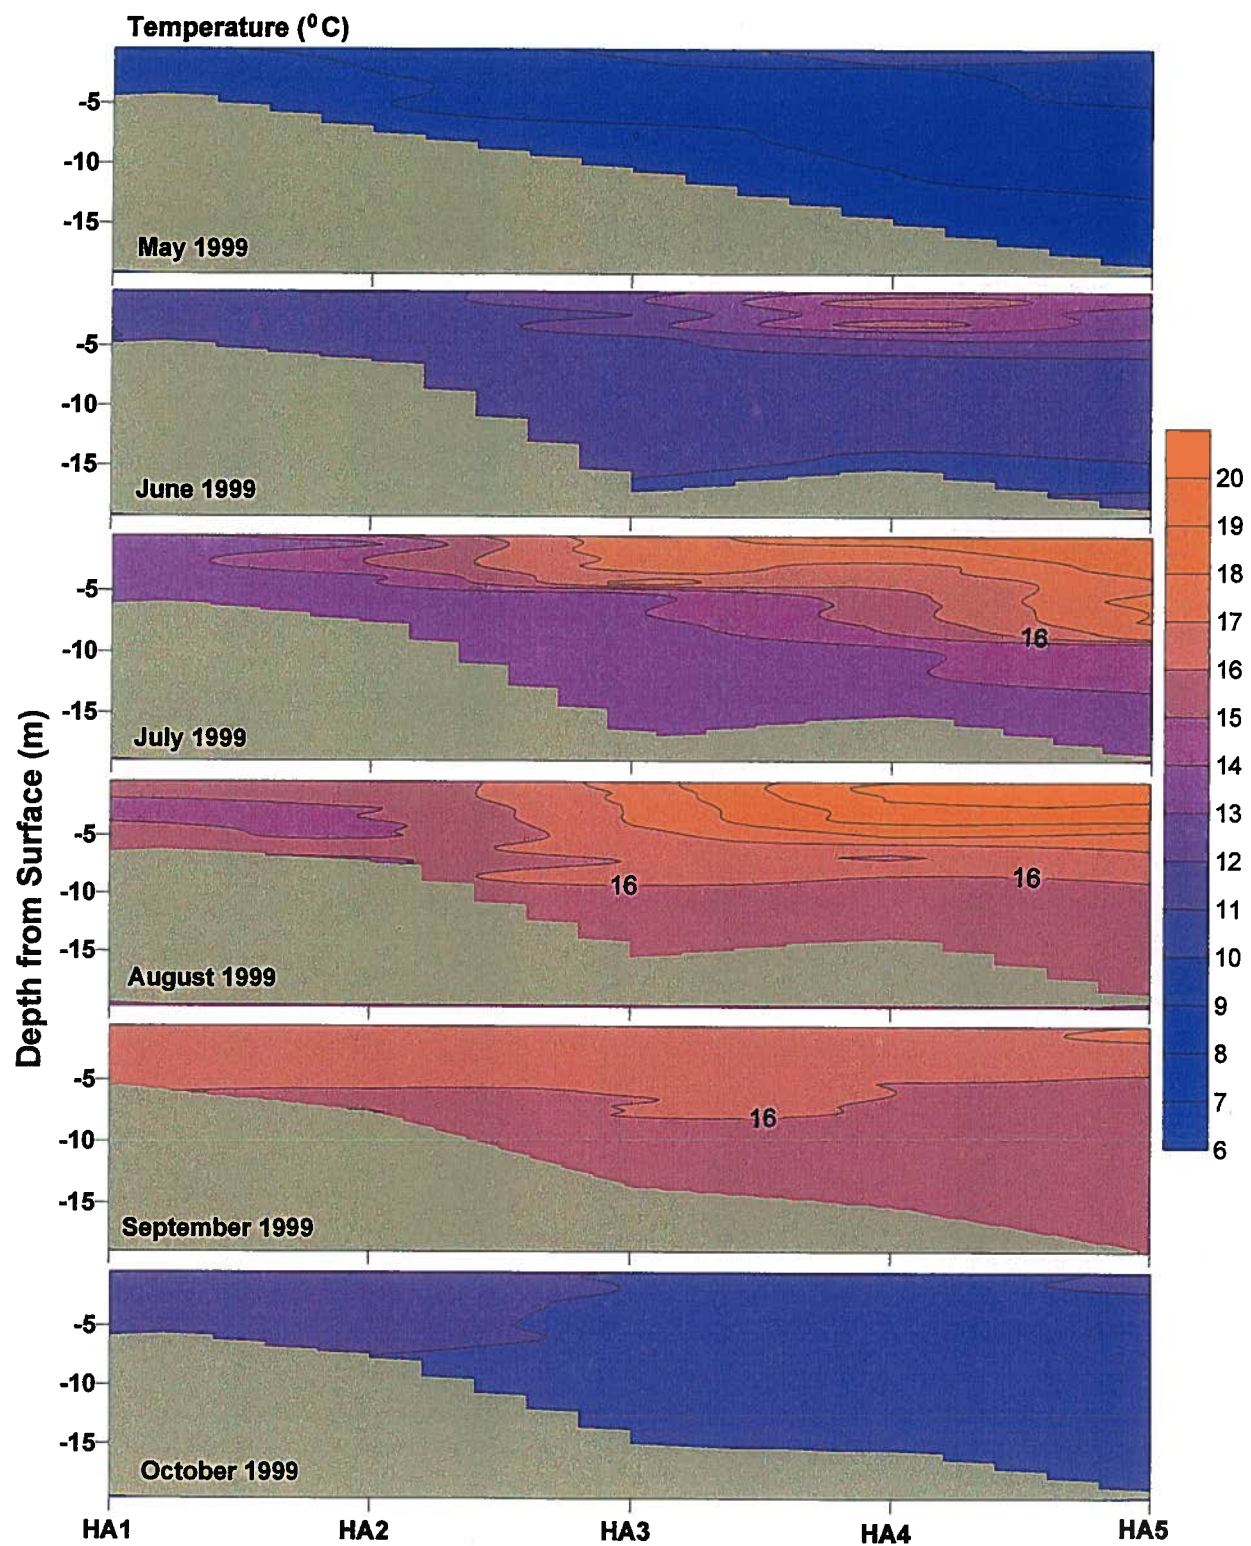 Temperature (⁰C)
-5
-10
-15
May 1999
-5
-10
-15
June 1999
-5
-10
-15
16
July 1999
-5
-10
-15
16
16
August 1999
-5
-10
-15
16
September 1999
-5
-10
-15
October 1999
HA1
HA2
HA3
HA4
HA5
Depth from Surface (m)
20
19
18
17
16
15
14
13
12
11
10
9
8
7
6